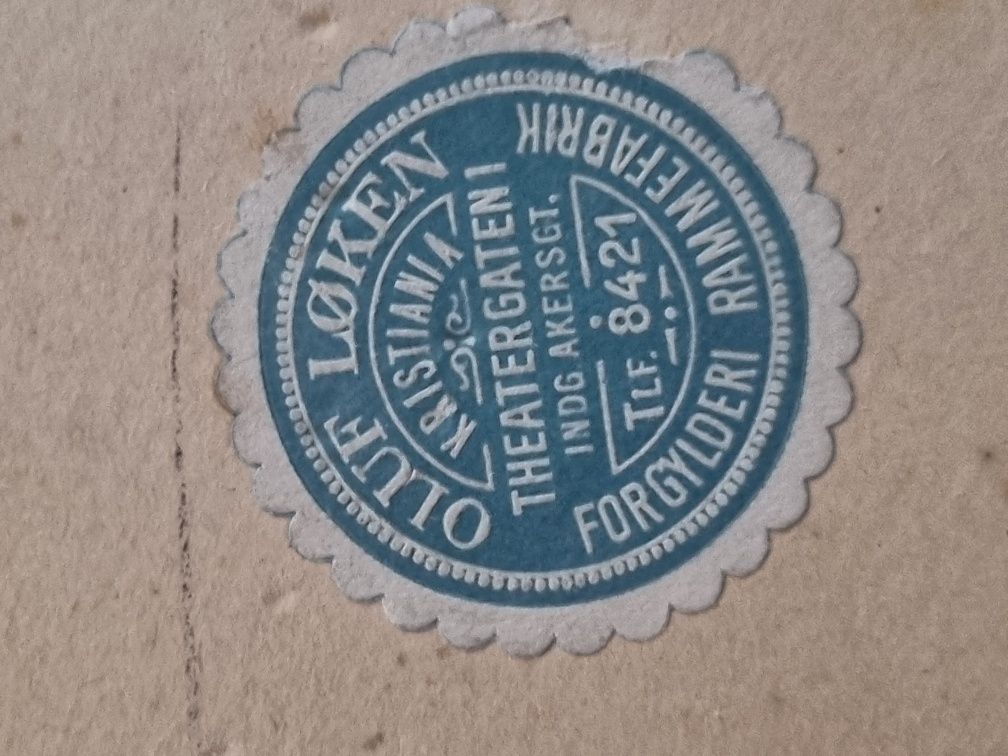 OLUF LØKEN
KRISTIANIA
THEATERGATEN 1
INDG. AKERSGT.
TLF. 8421
FORGYLDERI RAMMEFABRIK